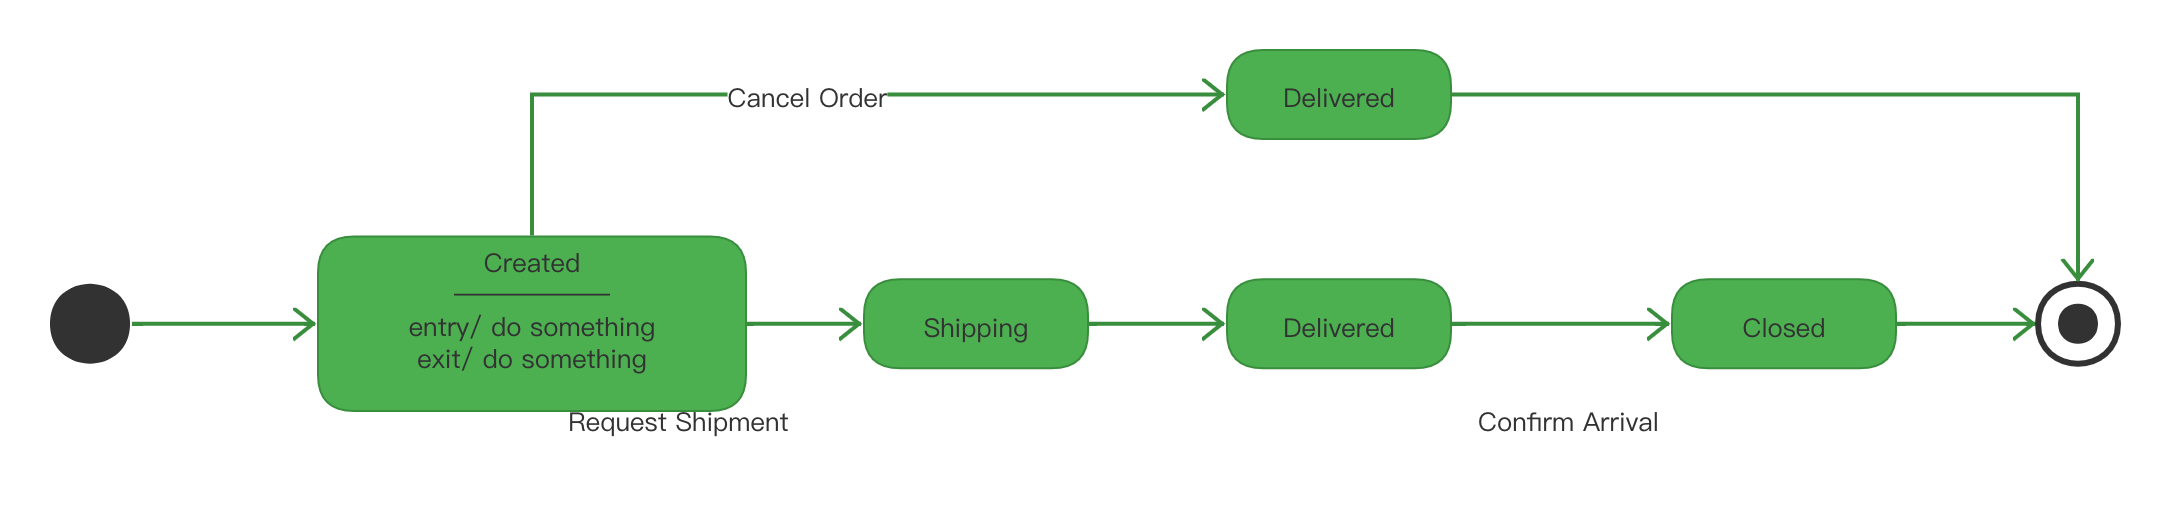 Cancel Order
Delivered
Created
entry/ do something
exit/ do something
Shipping
Delivered
Closed
Request Shipment
Confirm Arrival